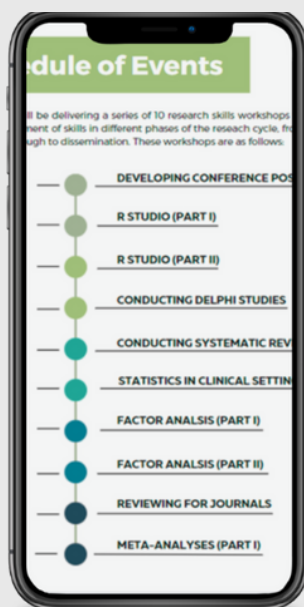 edule of Events
ll be delivering a series of 10 research skills workshops
ment of skills in different phases of the reseach cycle, fro
ough to dissemination. These workshops are as follows:
DEVELOPING CONFERENCE POS
R STUDIO (PART I)
R STUDIO (PART II)
CONDUCTING DELPHI STUDIES
CONDUCTING SYSTEMATIC REV
STATISTICS IN CLINICAL SETTIN
FACTOR ANALSIS (PART I)
FACTOR ANALSIS (PART II)
REVIEWING FOR JOURNALS
META-ANALYSES (PART I)